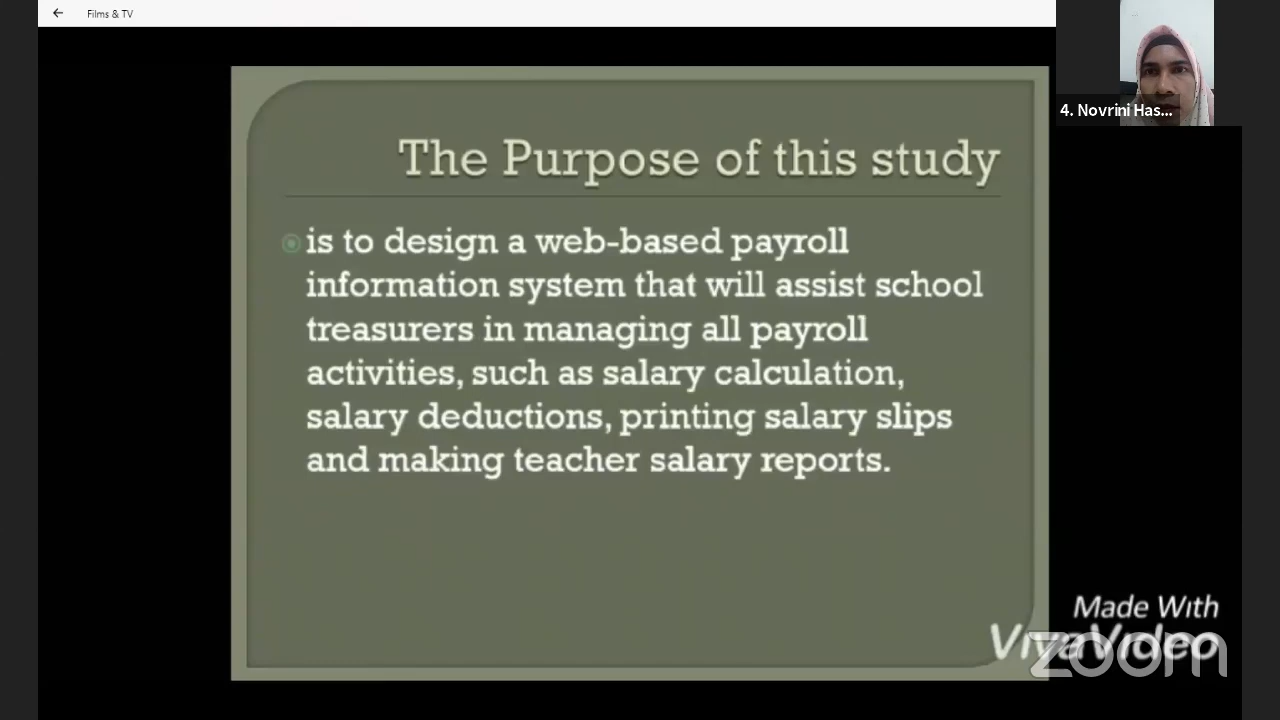 Films & TV
4. Novrini Has...
The Purpose of this study
is to design a web-based payroll
information system that will assist school
treasurers in managing all payroll
activities, such as salary calculation,
salary deductions, printing salary slips
and making teacher salary reports.
Made With
VivaVideo
zoom